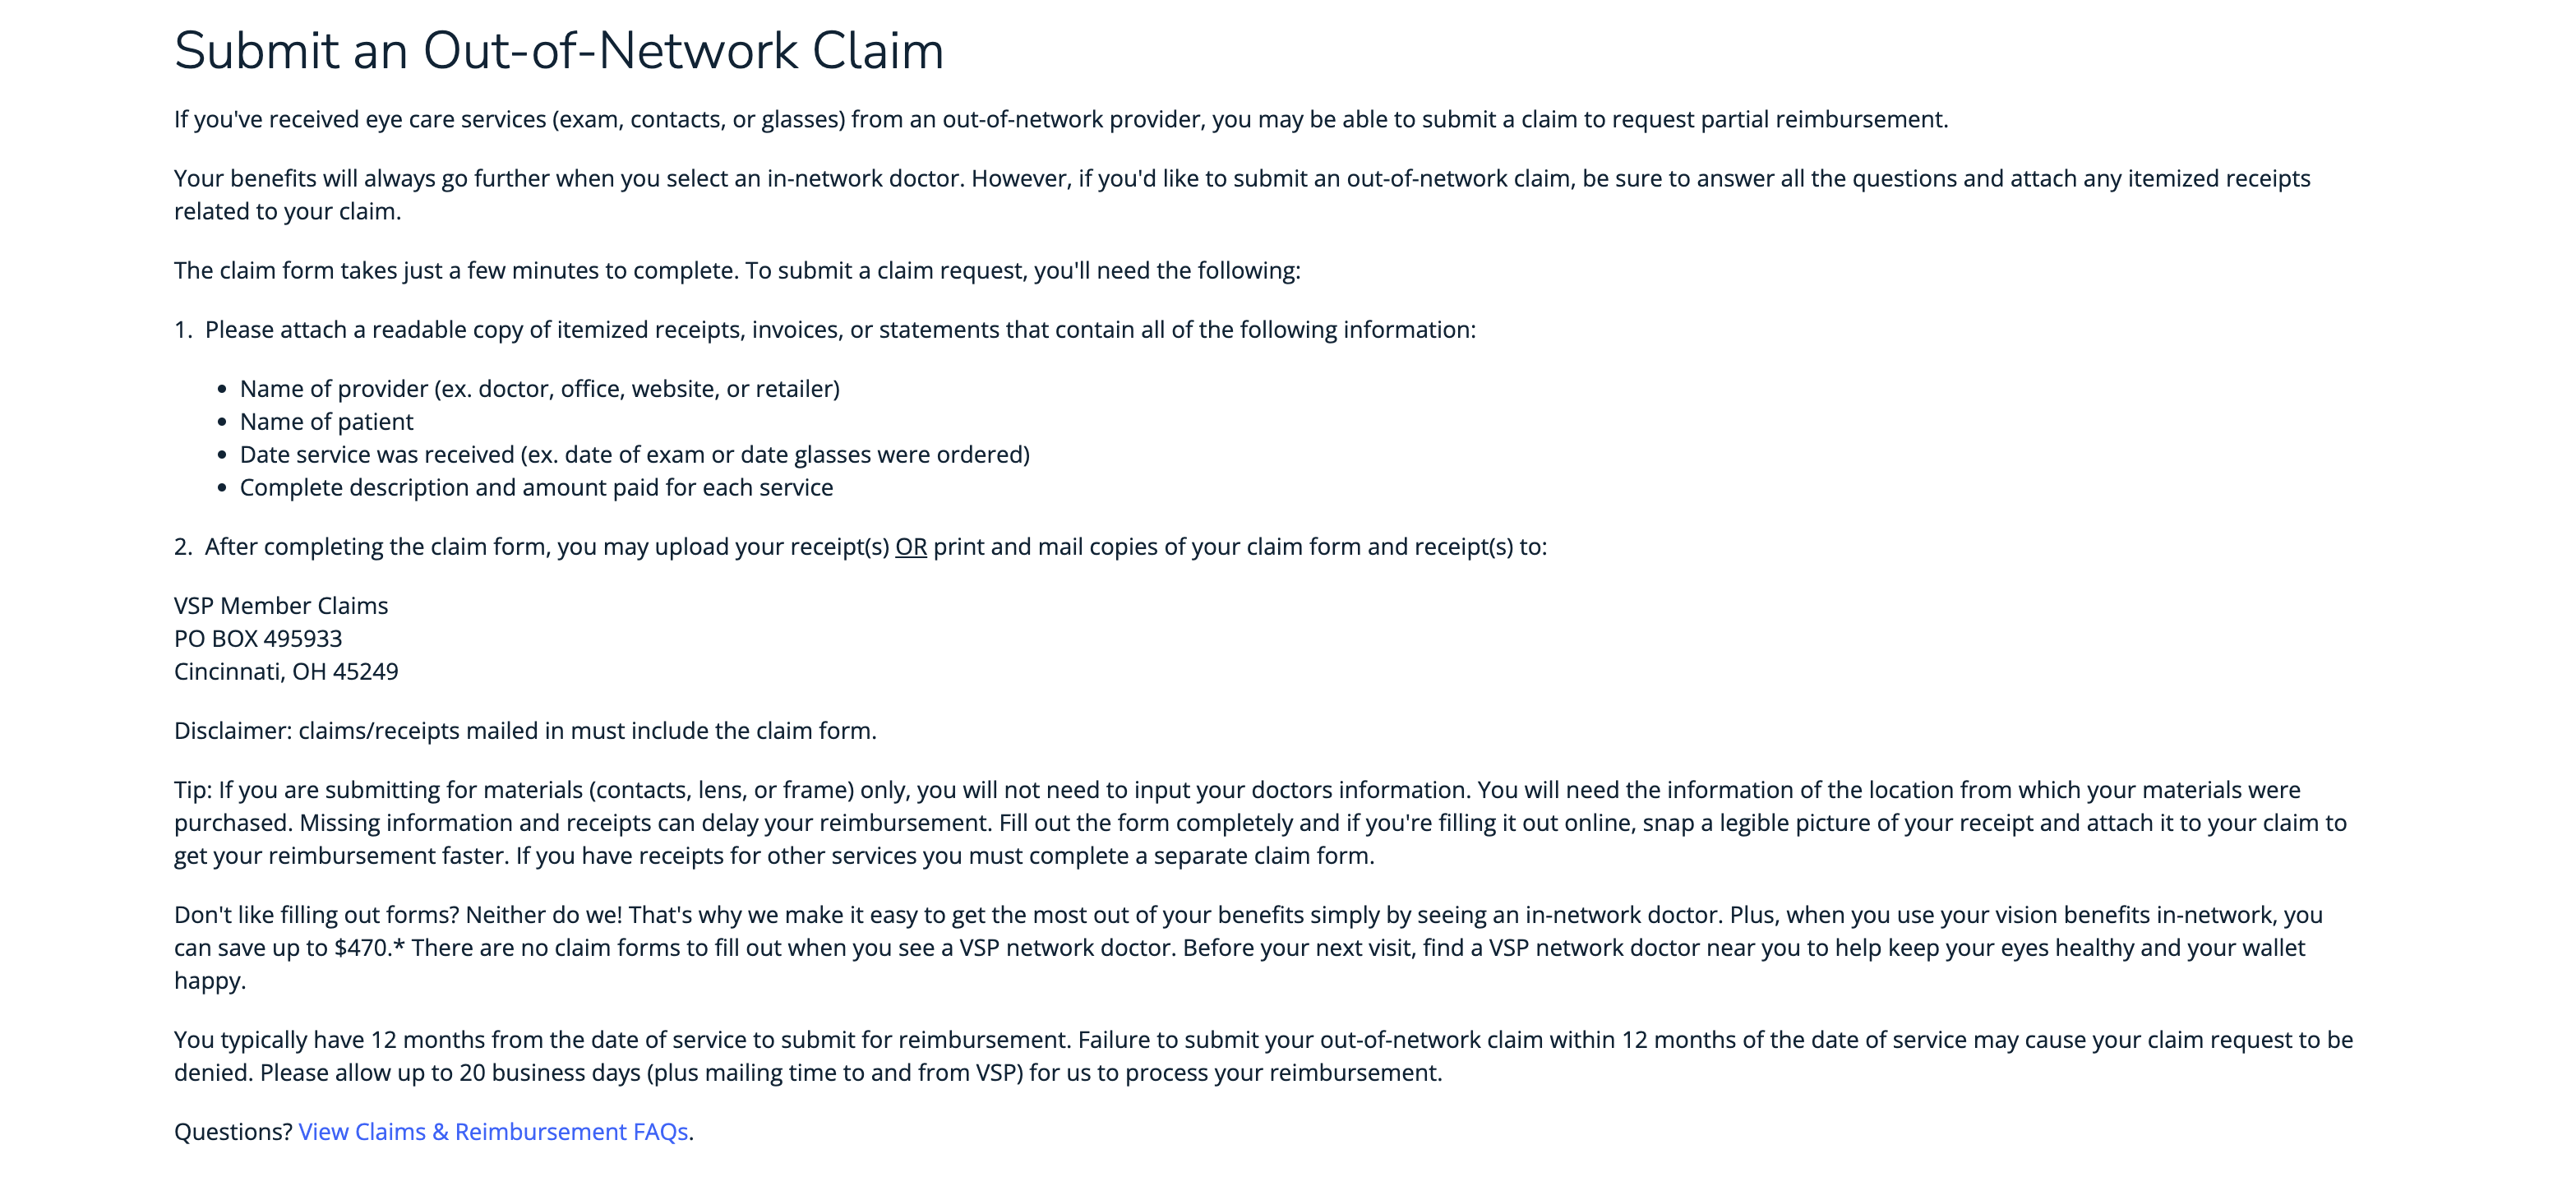 Submit an Out-of-Network Claim
If you've received eye care services (exam, contacts, or glasses) from an out-of-network provider, you may be able to submit a claim to request partial reimbursement.
Your benefits will always go further when you select an in-network doctor. However, if you'd like to submit an out-of-network claim, be sure to answer all the questions and attach any itemized receipts
related to your claim.
The claim form takes just a few minutes to complete. To submit a claim request, you'll need the following:
1. Please attach a readable copy of itemized receipts, invoices, or statements that contain all of the following information:
• Name of provider (ex. doctor, office, website, or retailer)
• Name of patient
• Date service was received (ex. date of exam or date glasses were ordered)
• Complete description and amount paid for each service
2. After completing the claim form, you may upload your receipt(s) OR print and mail copies of your claim form and receipt(s) to:
VSP Member Claims
PO BOX 495933
Cincinnati, OH 45249
Disclaimer: claims/receipts mailed in must include the claim form.
Tip: If you are submitting for materials (contacts, lens, or frame) only, you will not need to input your doctors information. You will need the information of the location from which your materials were
purchased. Missing information and receipts can delay your reimbursement. Fill out the form completely and if you're filling it out online, snap a legible picture of your receipt and attach it to your claim to
get your reimbursement faster. If you have receipts for other services you must complete a separate claim form.
Don't like filling out forms? Neither do we! That's why we make it easy to get the most out of your benefits simply by seeing an in-network doctor. Plus, when you use your vision benefits in-network, you
can save up to $470.* There are no claim forms to fill out when you see a VSP network doctor. Before your next visit, find a VSP network doctor near you to help keep your eyes healthy and your wallet
happy.
You typically have 12 months from the date of service to submit for reimbursement. Failure to submit your out-of-network claim within 12 months of the date of service may cause your claim request to be
denied. Please allow up to 20 business days (plus mailing time to and from VSP) for us to process your reimbursement.
Questions? View Claims & Reimbursement FAQs.